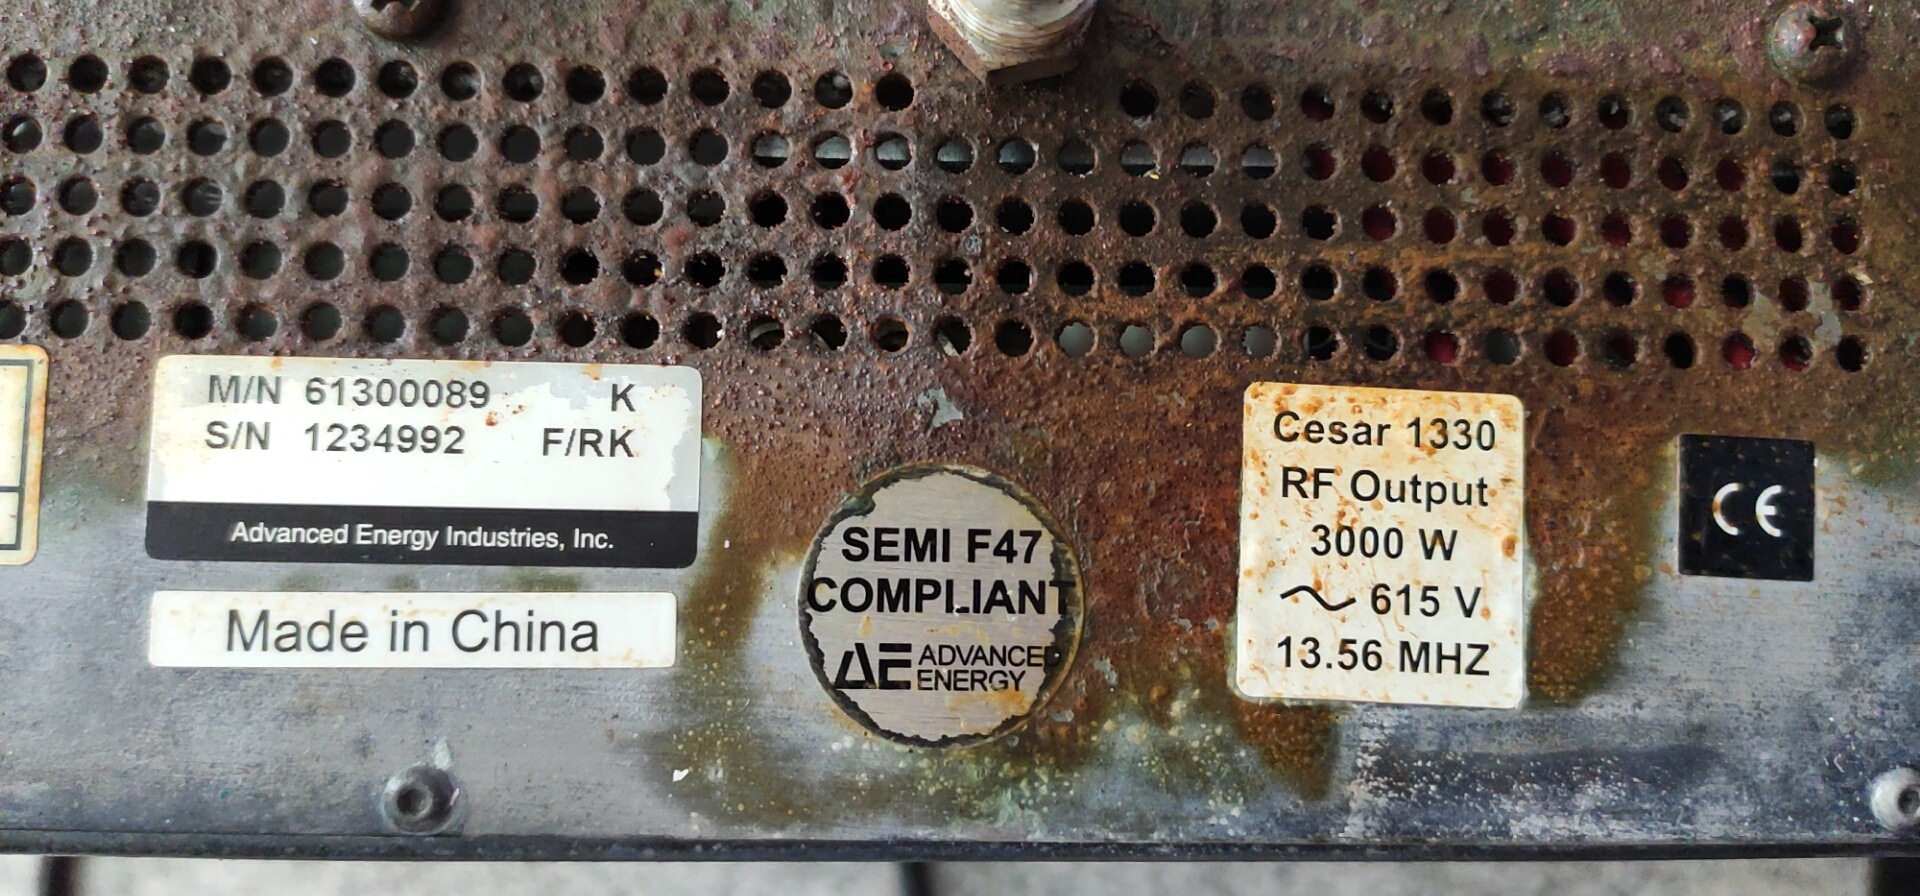 M/N 61300089 K
S/N 1234992 F/RK
Advanced Energy Industries, Inc.
Made in China
SEMI F47
COMPLIANT
AE ADVANCED
ENERGY
Cesar 1330
RF Output
3000 W
~ 615 V
13.56 MHZ
CE